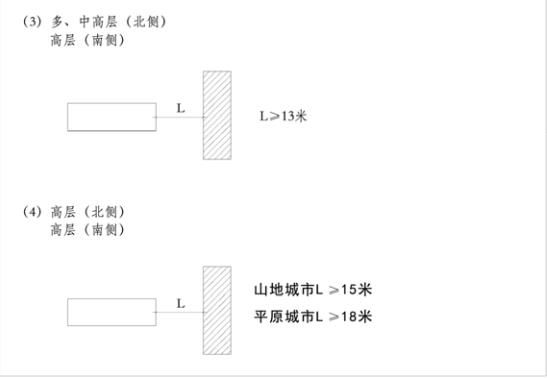 (3) 多、中高层（北侧）
高层（南侧）
L
L≥13米
(4) 高层（北侧）
高层（南侧）
L
山地城市L ≥15米
平原城市L ≥18米